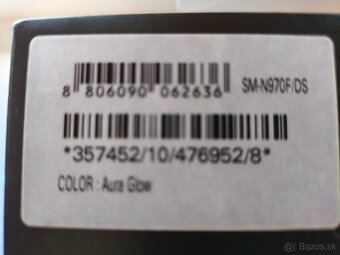 SM-N970F/DS
8 806090 062636
*357452/10/476952/8*
COLOR : Aura Glow
Bazos.sk